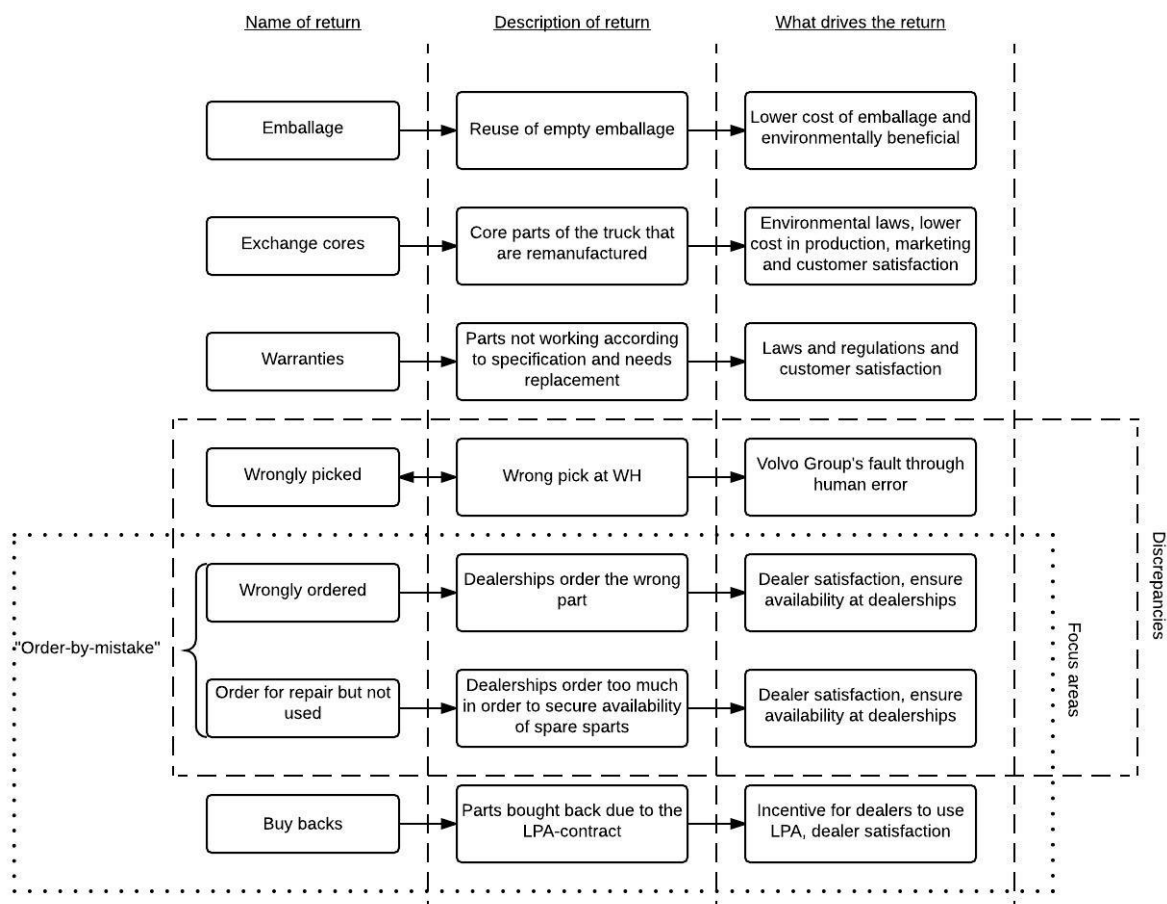 Name of return
Description of return
What drives the return
Emballage
Reuse of empty emballage
Lower cost of emballage and
environmentally beneficial
Exchange cores
Core parts of the truck that
are remanufactured
Environmental laws, lower
cost in production, marketing
and customer satisfaction
Warranties
Parts not working according
to specification and needs
replacement
Laws and regulations and
customer satisfaction
Wrongly picked
Wrong pick at WH
Volvo Group's fault through
human error
Discrepancies
"Order-by-mistake"
Wrongly ordered
Dealerships order the wrong
part
Dealer satisfaction, ensure
availability at dealerships
Focus areas
Order for repair but not
used
Dealerships order too much
in order to secure availability
of spare sparts
Dealer satisfaction, ensure
availability at dealerships
Buy backs
Parts bought back due to the
LPA-contract
Incentive for dealers to use
LPA, dealer satisfaction